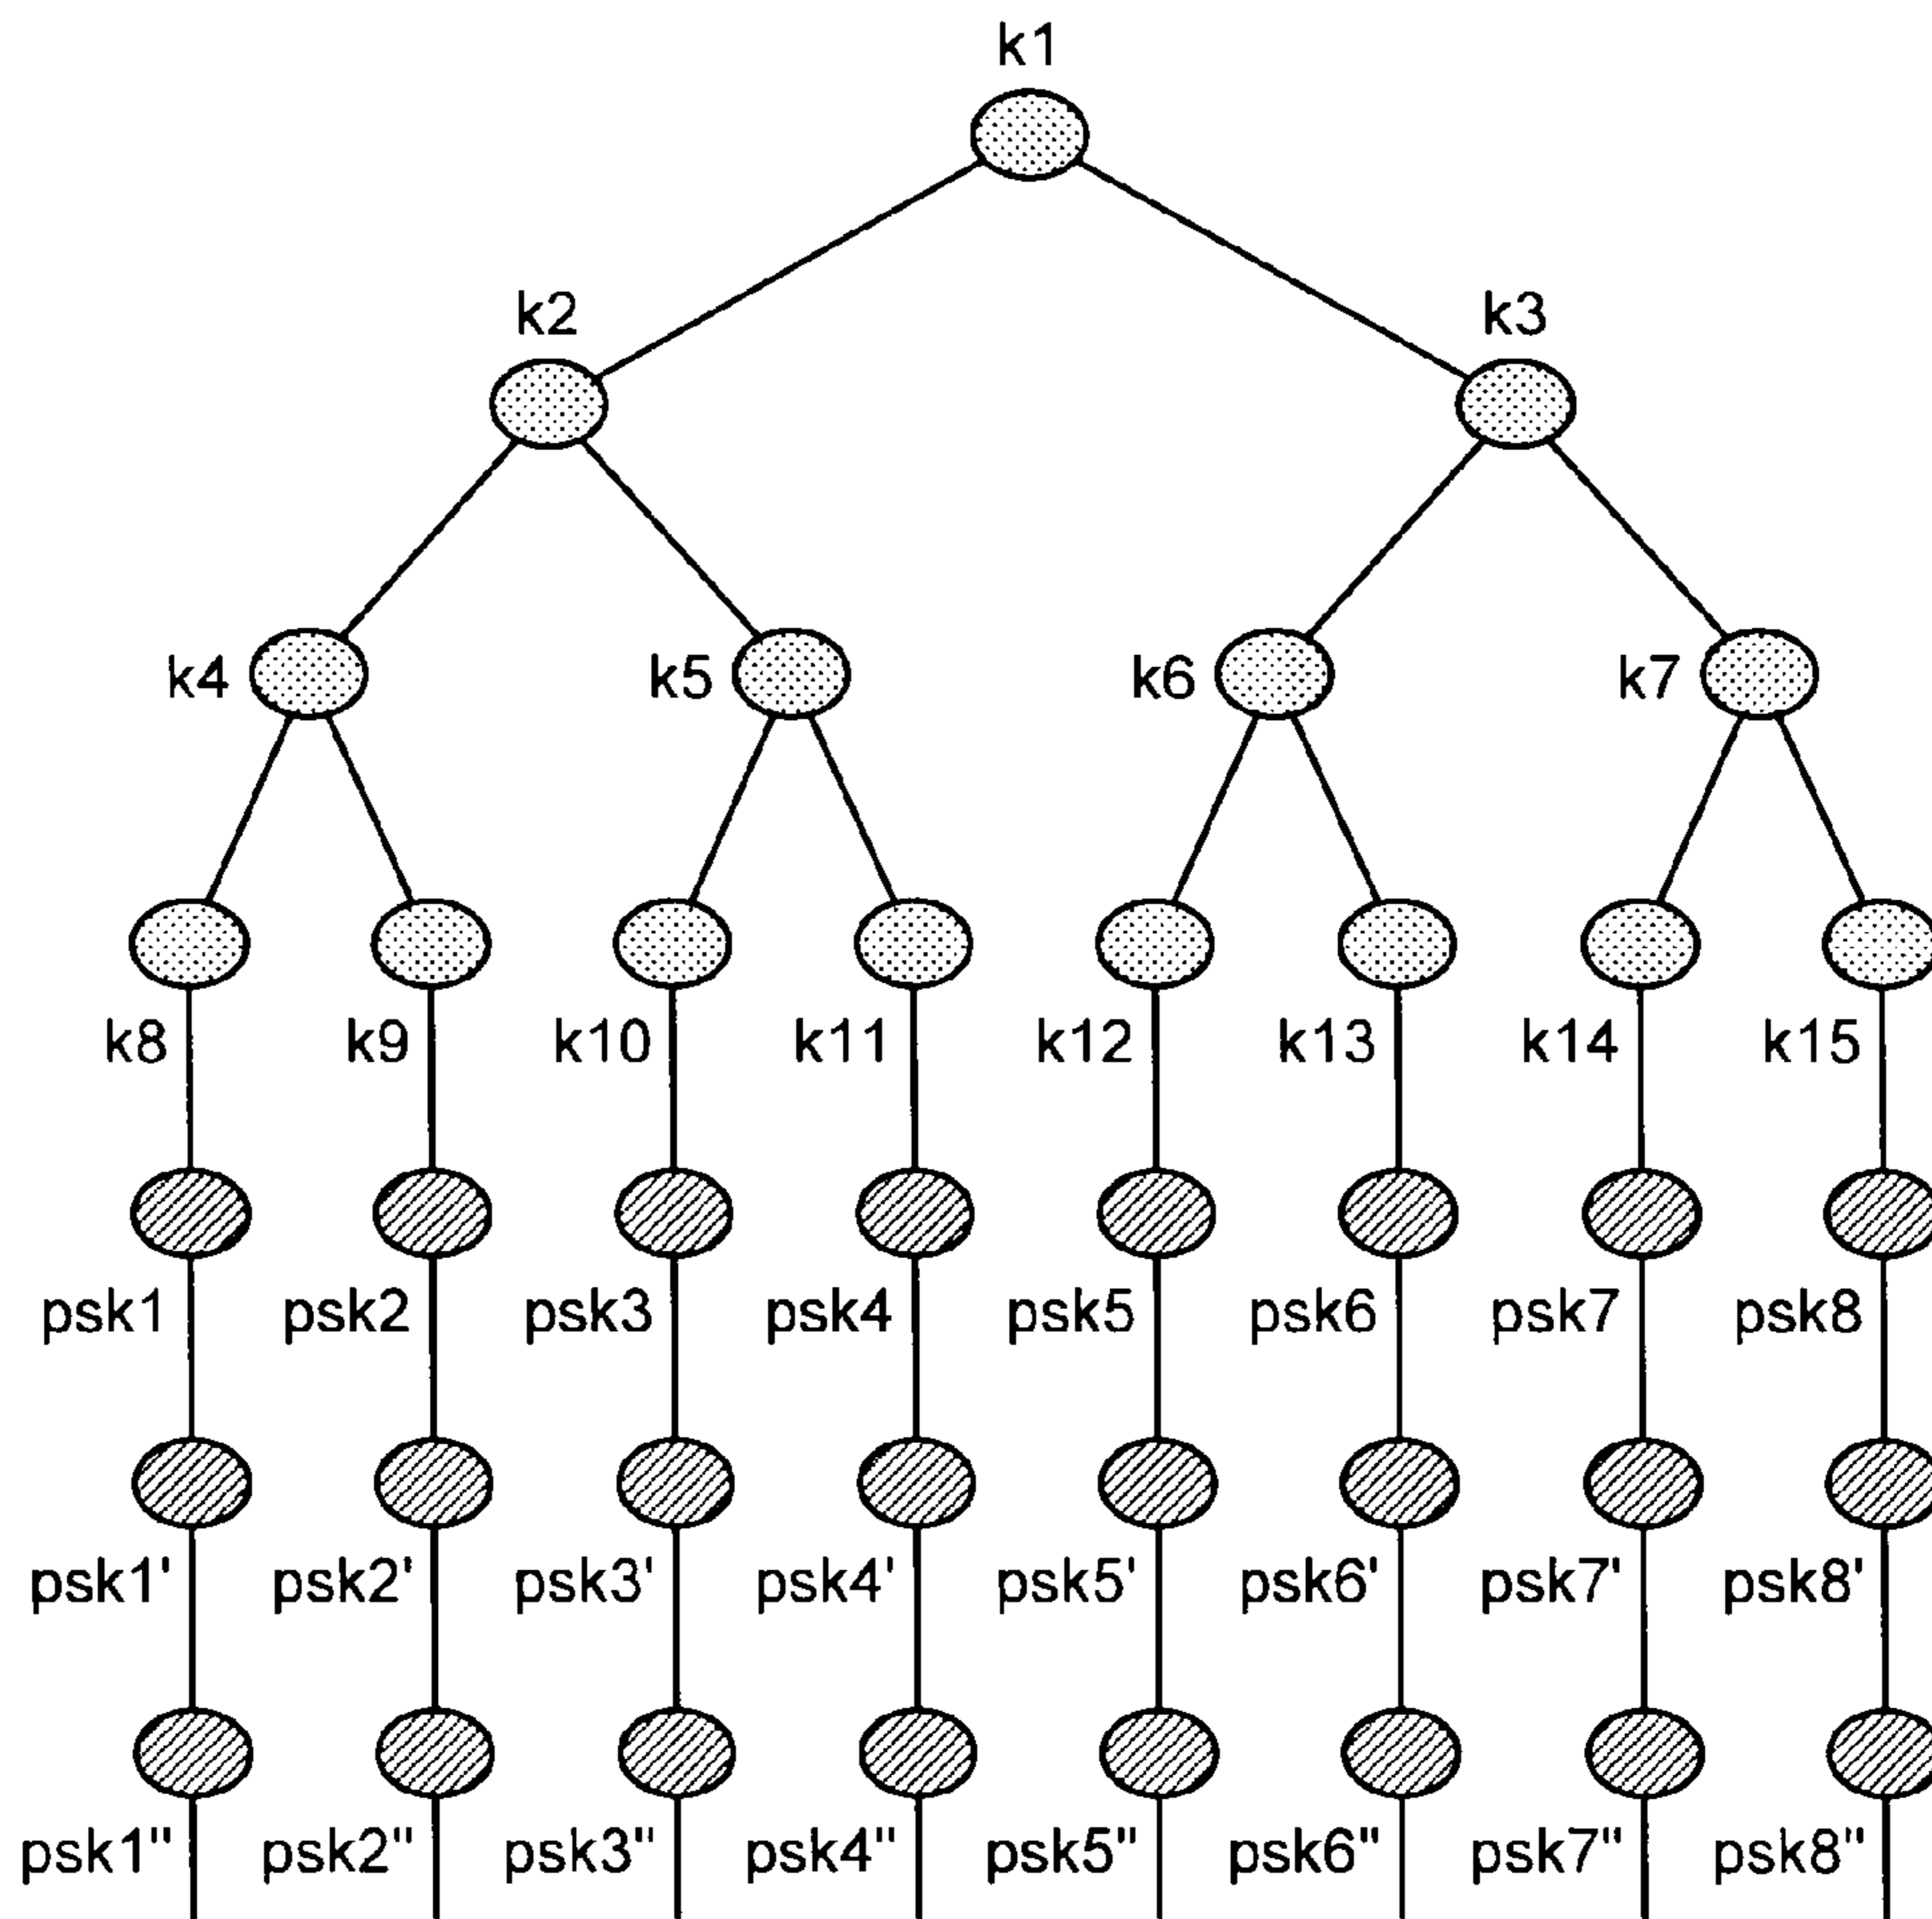 k1
k2 k3
k4 k5 k6 k7
k8 k9 k10 k11 k12 k13 k14 k15
psk1 psk2 psk3 psk4 psk5 psk6 psk7 psk8
psk1' psk2' psk3' psk4' psk5' psk6' psk7' psk8'
psk1" psk2" psk3" psk4" psk5" psk6" psk7" psk8"